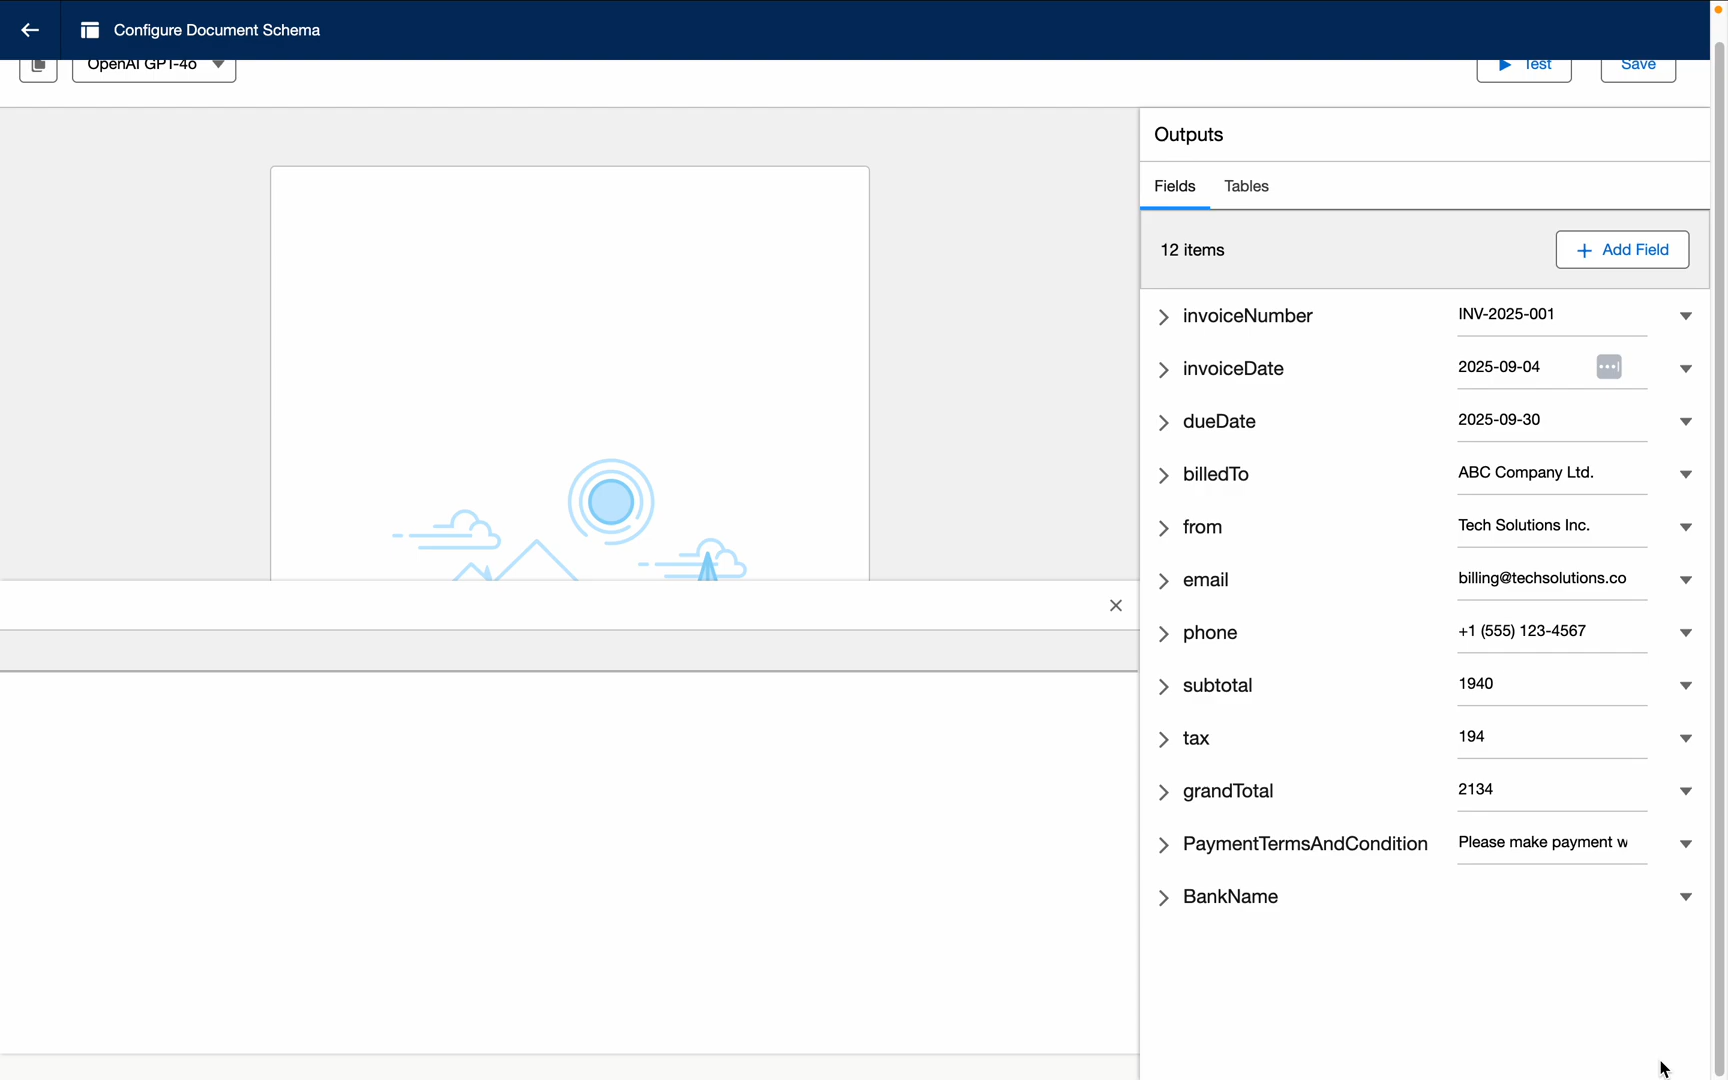 Configure Document Schema
OpenAI GPT-4o
Test
Save
Outputs
Fields
Tables
12 items
+ Add Field
invoiceNumber
INV-2025-001
invoiceDate
2025-09-04
dueDate
2025-09-30
billedTo
ABC Company Ltd.
from
Tech Solutions Inc.
email
billing@techsolutions.co
phone
+1 (555) 123-4567
subtotal
1940
tax
194
grandTotal
2134
PaymentTermsAndCondition
Please make payment w
BankName